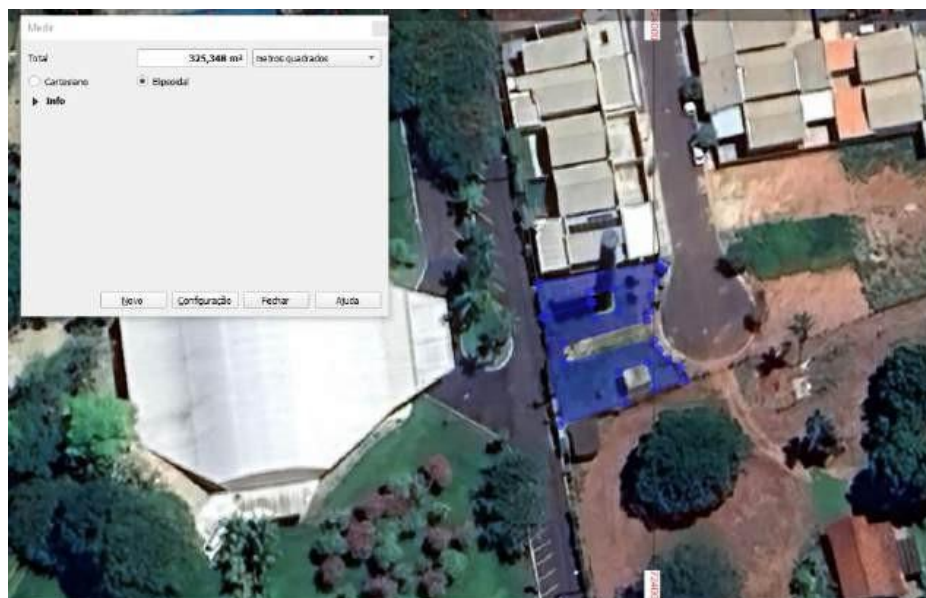 Medir
Total 325,348 m² metros quadrados
Cartesiano Elipsoidal
Info
Novo Configuração Fechar Ajuda